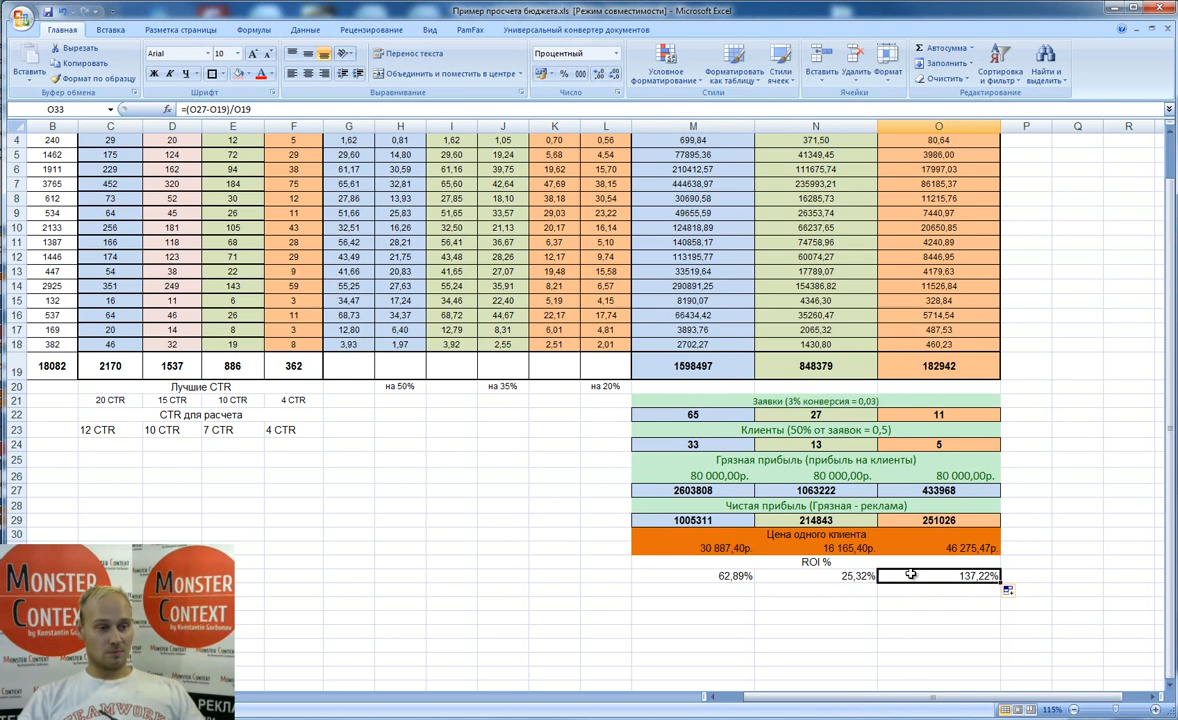 Пример просчета бюджета.xls [Режим совместимости] - Microsoft Excel
Главная Вставка Разметка страницы Формулы Данные Рецензирование Вид PamFax Универсальный конвертер документов
Вставить Вырезать Копировать Формат по образцу
Arial 10 Ж К Ч
Перенос текста Объединить и поместить в центре
Процентный % 000
Условное форматирование Форматировать как таблицу Стили ячеек
Вставить Удалить Формат
Σ Автосумма Заполнить Очистить Сортировка и фильтр Найти и выделить
Буфер обмена Шрифт Выравнивание Число Стили Ячейки Редактирование
O33 fx =(O27-O19)/O19
B C D E F G H I J K L M N O P Q R
4 240 29 20 12 5 1,62 0,81 1,62 1,05 0,70 0,56 699,84 371,50 80,64
5 1462 175 124 72 29 29,60 14,80 29,60 19,24 5,68 4,54 77895,36 41349,45 3986,00
6 1911 229 162 94 38 61,17 30,59 61,16 39,75 19,62 15,70 210412,57 111675,74 17997,03
7 3765 452 320 184 75 65,61 32,81 65,60 42,64 47,69 38,15 444638,97 235993,21 86185,37
8 612 73 52 30 12 27,86 13,93 27,85 18,10 38,18 30,54 30690,58 16285,73 11215,76
9 534 64 45 26 11 51,66 25,83 51,65 33,57 29,03 23,22 49655,59 26353,74 7440,97
10 2133 256 181 105 43 32,51 16,26 32,50 21,13 20,17 16,14 124818,89 66237,65 20650,85
11 1387 166 118 68 28 56,42 28,21 56,41 36,67 6,37 5,10 140858,17 74758,96 4240,89
12 1446 174 123 71 29 43,49 21,75 43,48 28,26 12,17 9,74 113195,77 60074,27 8446,95
13 447 54 38 22 9 41,66 20,83 41,65 27,07 19,48 15,58 33519,64 17789,07 4179,63
14 2925 351 249 143 59 55,25 27,63 55,24 35,91 8,21 6,57 290891,25 154386,82 11526,84
15 132 16 11 6 3 34,47 17,24 34,46 22,40 5,19 4,15 8190,07 4346,30 328,84
16 537 64 46 26 11 68,73 34,37 68,72 44,67 22,17 17,74 66434,42 35260,47 5714,54
17 169 20 14 8 3 12,80 6,40 12,79 8,31 6,01 4,81 3893,76 2065,32 487,53
18 382 46 32 19 8 3,93 1,97 3,92 2,55 2,51 2,01 2702,27 1430,80 460,23
19 18082 2170 1537 886 362 1598497 848379 182942
20 Лучшие CTR на 50% на 35% на 20%
21 20 CTR 15 CTR 10 CTR 4 CTR Заявки (3% конверсия = 0,03)
22 CTR для расчета 65 27 11
23 12 CTR 10 CTR 7 CTR 4 CTR Клиенты (50% от заявок = 0,5)
24 33 13 5
25 Грязная прибыль (прибыль на клиенты)
26 80 000,00р. 80 000,00р. 80 000,00р.
27 2603808 1063222 433968
28 Чистая прибыль (Грязная - реклама)
29 1005311 214843 251026
30 Цена одного клиента
30 887,40р. 16 165,40р. 46 275,47р.
ROI %
62,89% 25,32% 137,22%
MONSTER CONTEXT
by Konstantin Gorbunov
MONSTER CONTEXT
by Konstantin Gorbunov
TEAMWORK
115%